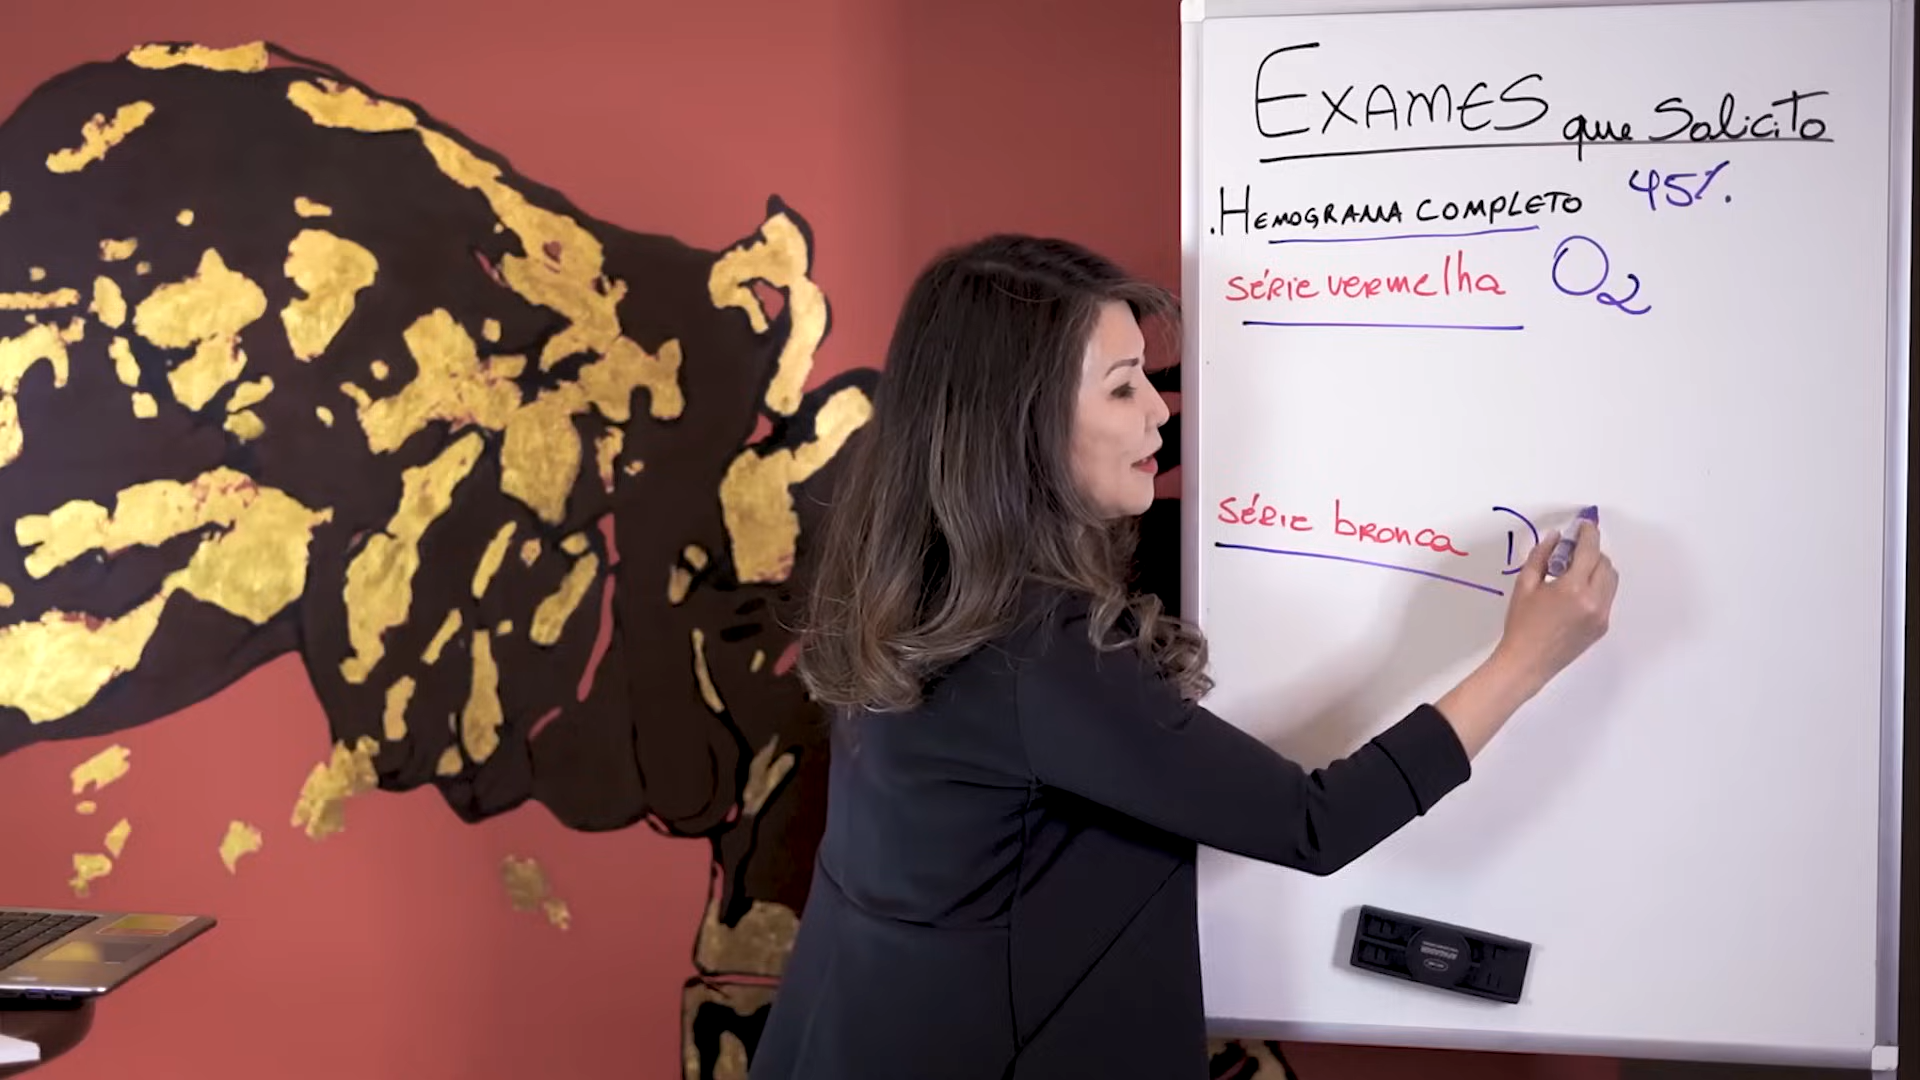 EXAMES que Solicito
.HEMOGRAMA COMPLETO 45%.
SÉRIE VERMELHA O2
SÉRIE BRONCA D